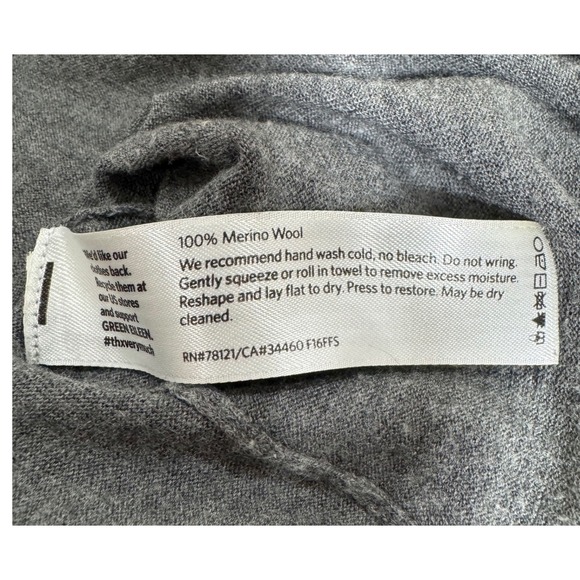 We'd like our
clothes back.
Recycle them at
our US stores
and support
GREEN EILEEN.
#thxverymuch
100% Merino Wool
We recommend hand wash cold, no bleach. Do not wring.
Gently squeeze or roll in towel to remove excess moisture.
Reshape and lay flat to dry. Press to restore. May be dry
cleaned.
RN#78121/CA#34460 F16FFS